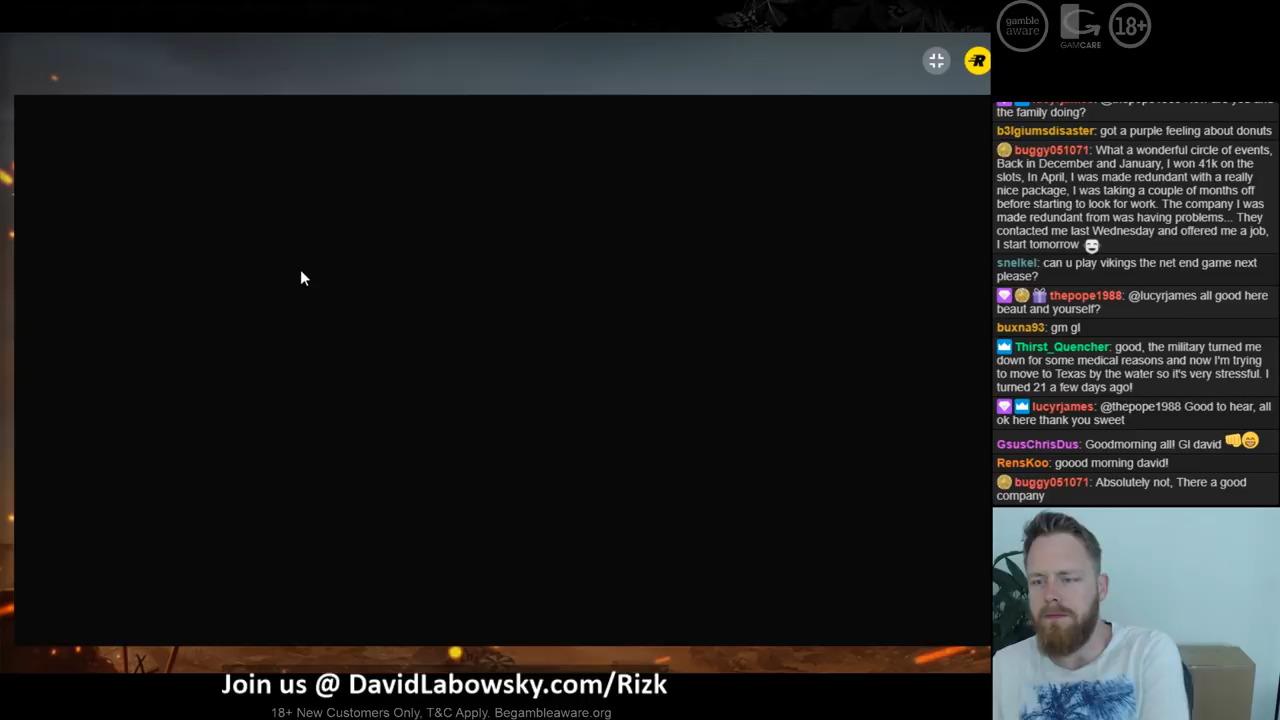 gamble
aware
GAMCARE
18+
R
the family doing?
b3lgiumsdisaster: got a purple feeling about donuts
buggy051071: What a wonderful circle of events,
Back in December and January, I won 41k on the
slots, In April, I was made redundant with a really
nice package, I was taking a couple of months off
before starting to look for work. The company I was
made redundant from was having problems... They
contacted me last Wednesday and offered me a job,
I start tomorrow
snelkel: can u play vikings the net end game next
please?
thepope1988: @lucyrjames all good here
beaut and yourself?
buxna93: gm gl
Thirst_Quencher: good, the military turned me
down for some medical reasons and now I'm trying
to move to Texas by the water so it's very stressful. I
turned 21 a few days ago!
lucyrjames: @thepope1988 Good to hear, all
ok here thank you sweet
GsusChrisDus: Goodmorning all! Gl david
RensKoo: goood morning david!
buggy051071: Absolutely not, There a good
company
Join us @ DavidLabowsky.com/Rizk
18+ New Customers Only, T&C Apply. Begambleaware.org